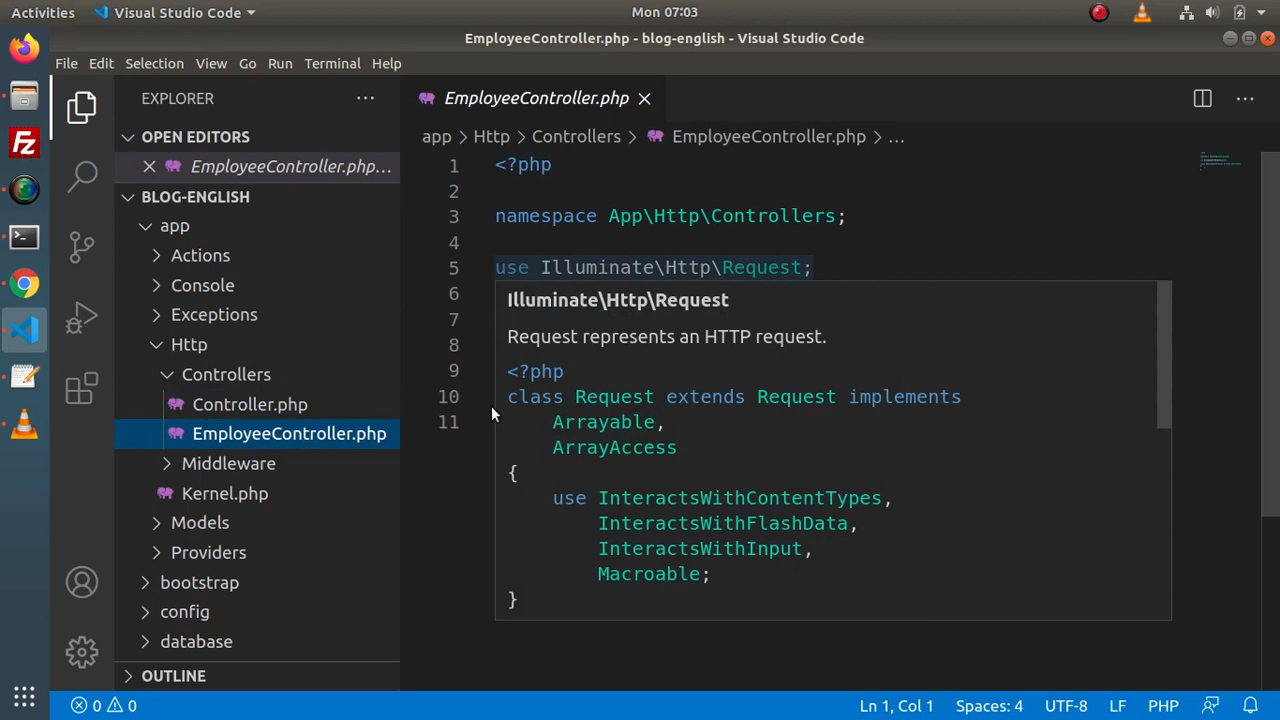 Activities
Visual Studio Code
Mon 07:03
EmployeeController.php - blog-english - Visual Studio Code
File Edit Selection View Go Run Terminal Help
EXPLORER
OPEN EDITORS
EmployeeController.php...
BLOG-ENGLISH
app
Actions
Console
Exceptions
Http
Controllers
Controller.php
EmployeeController.php
Middleware
Kernel.php
Models
Providers
bootstrap
config
database
OUTLINE
EmployeeController.php
app > Http > Controllers > EmployeeController.php > ...
1 <?php
2
3 namespace App\Http\Controllers;
4
5 use Illuminate\Http\Request;
6
7
8
9
10
11
Illuminate\Http\Request
Request represents an HTTP request.
<?php
class Request extends Request implements
Arrayable,
ArrayAccess
{
use InteractsWithContentTypes,
InteractsWithFlashData,
InteractsWithInput,
Macroable;
}
0 0
Ln 1, Col 1
Spaces: 4
UTF-8
LF
PHP